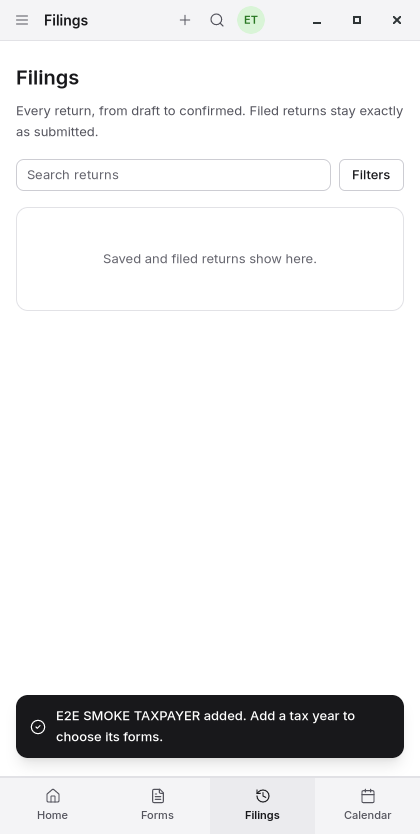 Filings
ET
Filings
Every return, from draft to confirmed. Filed returns stay exactly
as submitted.
Search returns
Filters
Saved and filed returns show here.
E2E SMOKE TAXPAYER added. Add a tax year to
choose its forms.
Home
Forms
Filings
Calendar